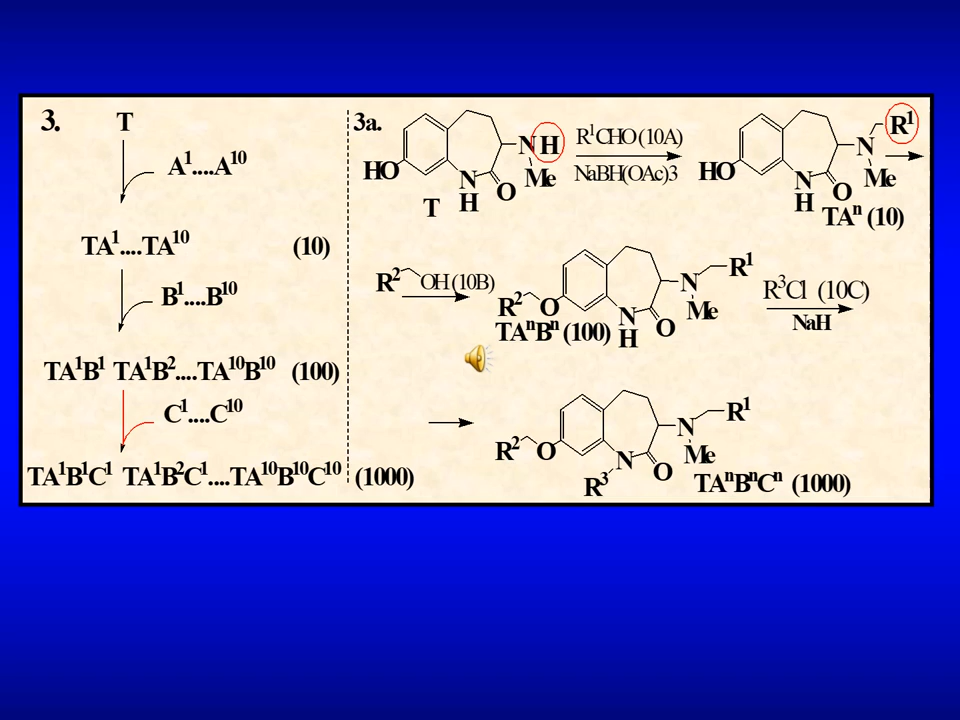 3.
T
A¹....A¹⁰
TA¹....TA¹⁰ (10)
B¹....B¹⁰
TA¹B¹ TA¹B²....TA¹⁰B¹⁰ (100)
C¹....C¹⁰
TA¹B¹C¹ TA¹B²C¹....TA¹⁰B¹⁰C¹⁰ (1000)
3a.
HO
N
H
O
N H
Me
T
R¹CHO (10A)
NaBH(OAc)3
HO
N
H
O
N
Me
R¹
TAⁿ (10)
R² OH (10B)
R² O
N
H
O
N
Me
R¹
TAⁿBⁿ (100)
R³Cl (10C)
NaH
R² O
N
R³
O
N
Me
R¹
TAⁿBⁿCⁿ (1000)